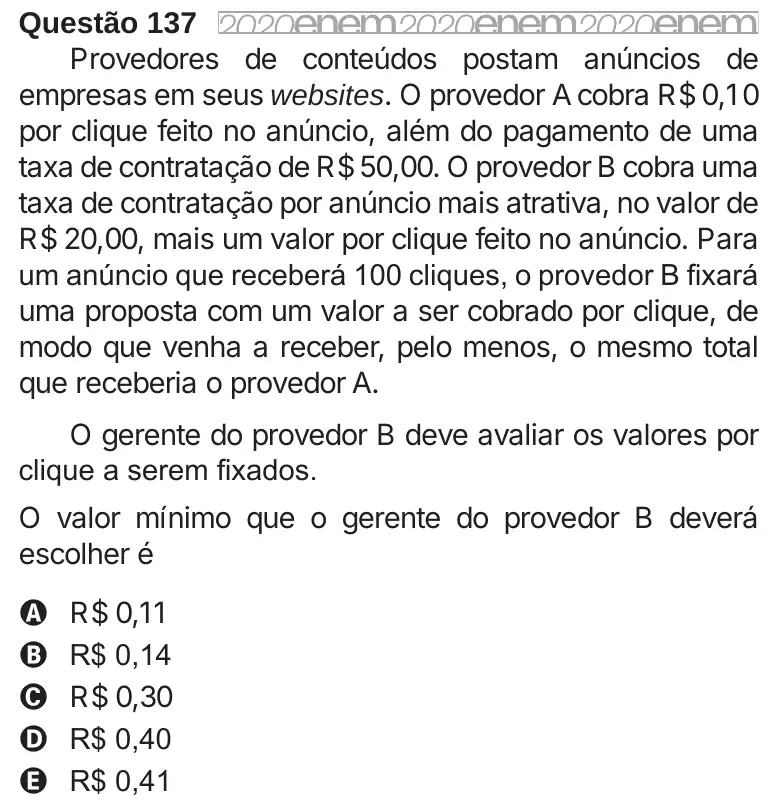 Questão 137 2020enem2020enem2020enem
Provedores de conteúdos postam anúncios de
empresas em seus websites. O provedor A cobra R$ 0,10
por clique feito no anúncio, além do pagamento de uma
taxa de contratação de R$ 50,00. O provedor B cobra uma
taxa de contratação por anúncio mais atrativa, no valor de
R$ 20,00, mais um valor por clique feito no anúncio. Para
um anúncio que receberá 100 cliques, o provedor B fixará
uma proposta com um valor a ser cobrado por clique, de
modo que venha a receber, pelo menos, o mesmo total
que receberia o provedor A.
O gerente do provedor B deve avaliar os valores por
clique a serem fixados.
O valor mínimo que o gerente do provedor B deverá
escolher é
A R$ 0,11
B R$ 0,14
C R$ 0,30
D R$ 0,40
E R$ 0,41